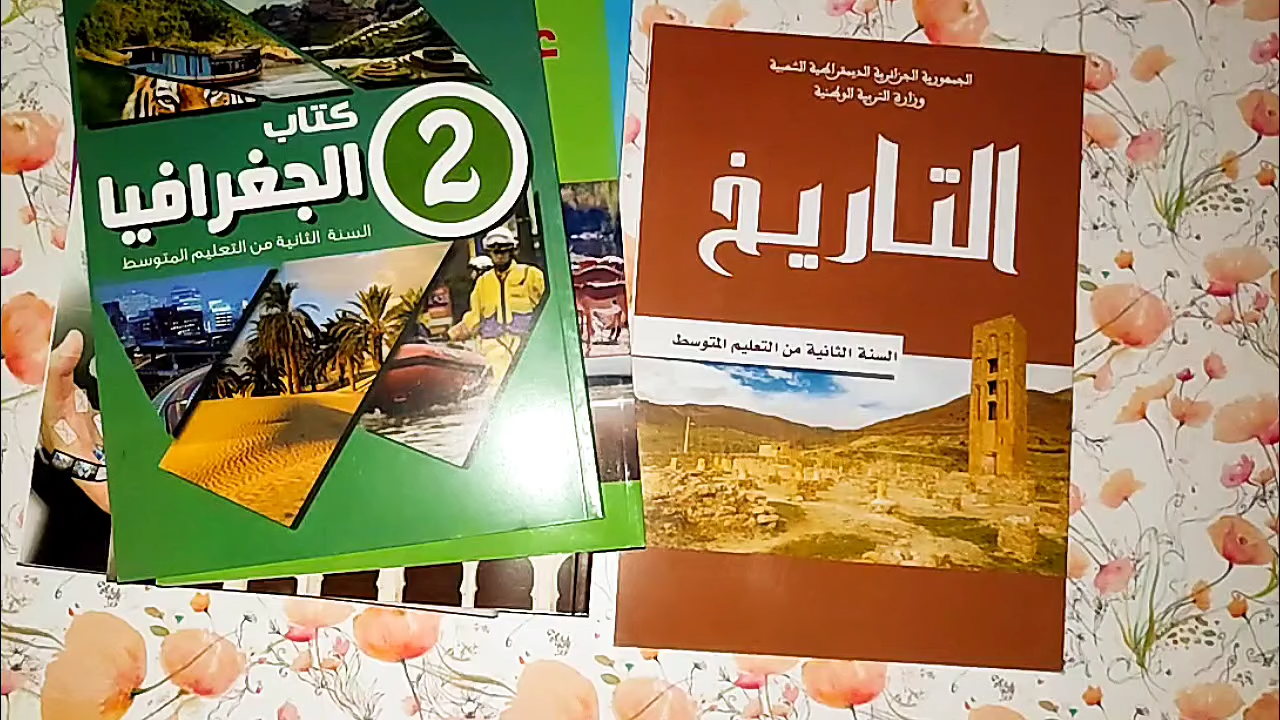 كتاب
الجغرافيا
2
السنة الثانية من التعليم المتوسط
الجمهورية الجزائرية الديمقراطية الشعبية
وزارة التربية الوطنية
التاريخ
السنة الثانية من التعليم المتوسط